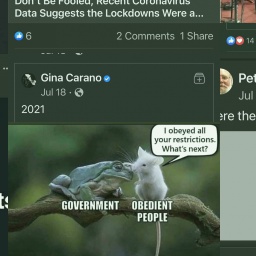 Don't Be Fooled, Recent Coronavirus
Data Suggests the Lockdowns Were a...
6
2 Comments 1 Share
14
Gina Carano
Jul 18 ·
2021
Pet
Jul
ere the
I obeyed all
your restrictions.
What's next?
GOVERNMENT
OBEDIENT
PEOPLE